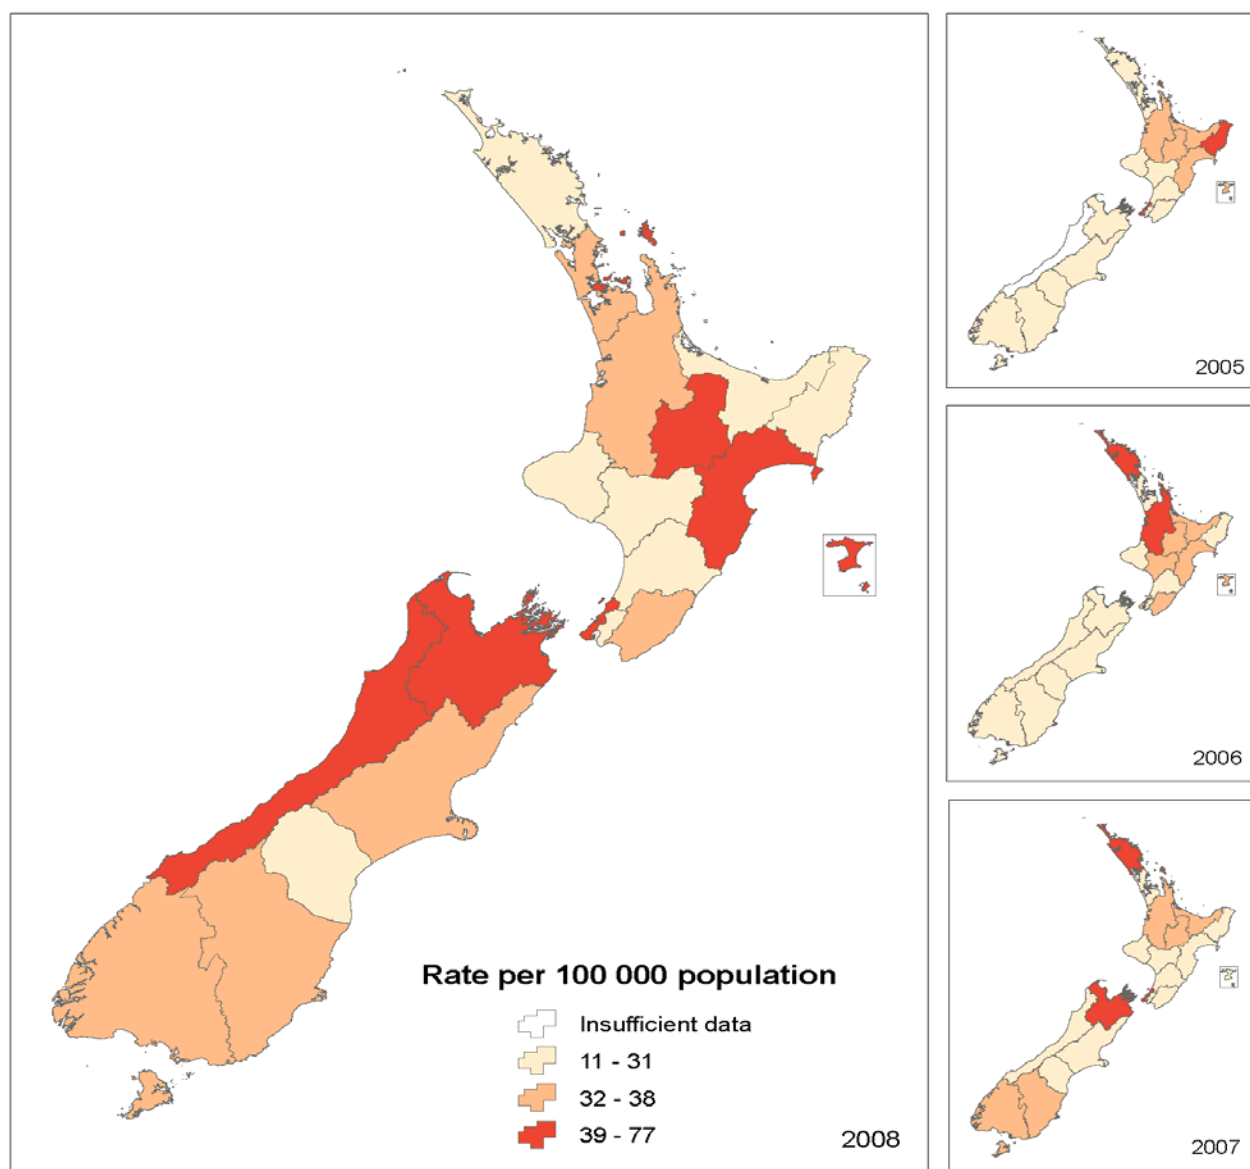 2005
2006
Rate per 100 000 population
Insufficient data
11 - 31
32 - 38
39 - 77
2008
2007